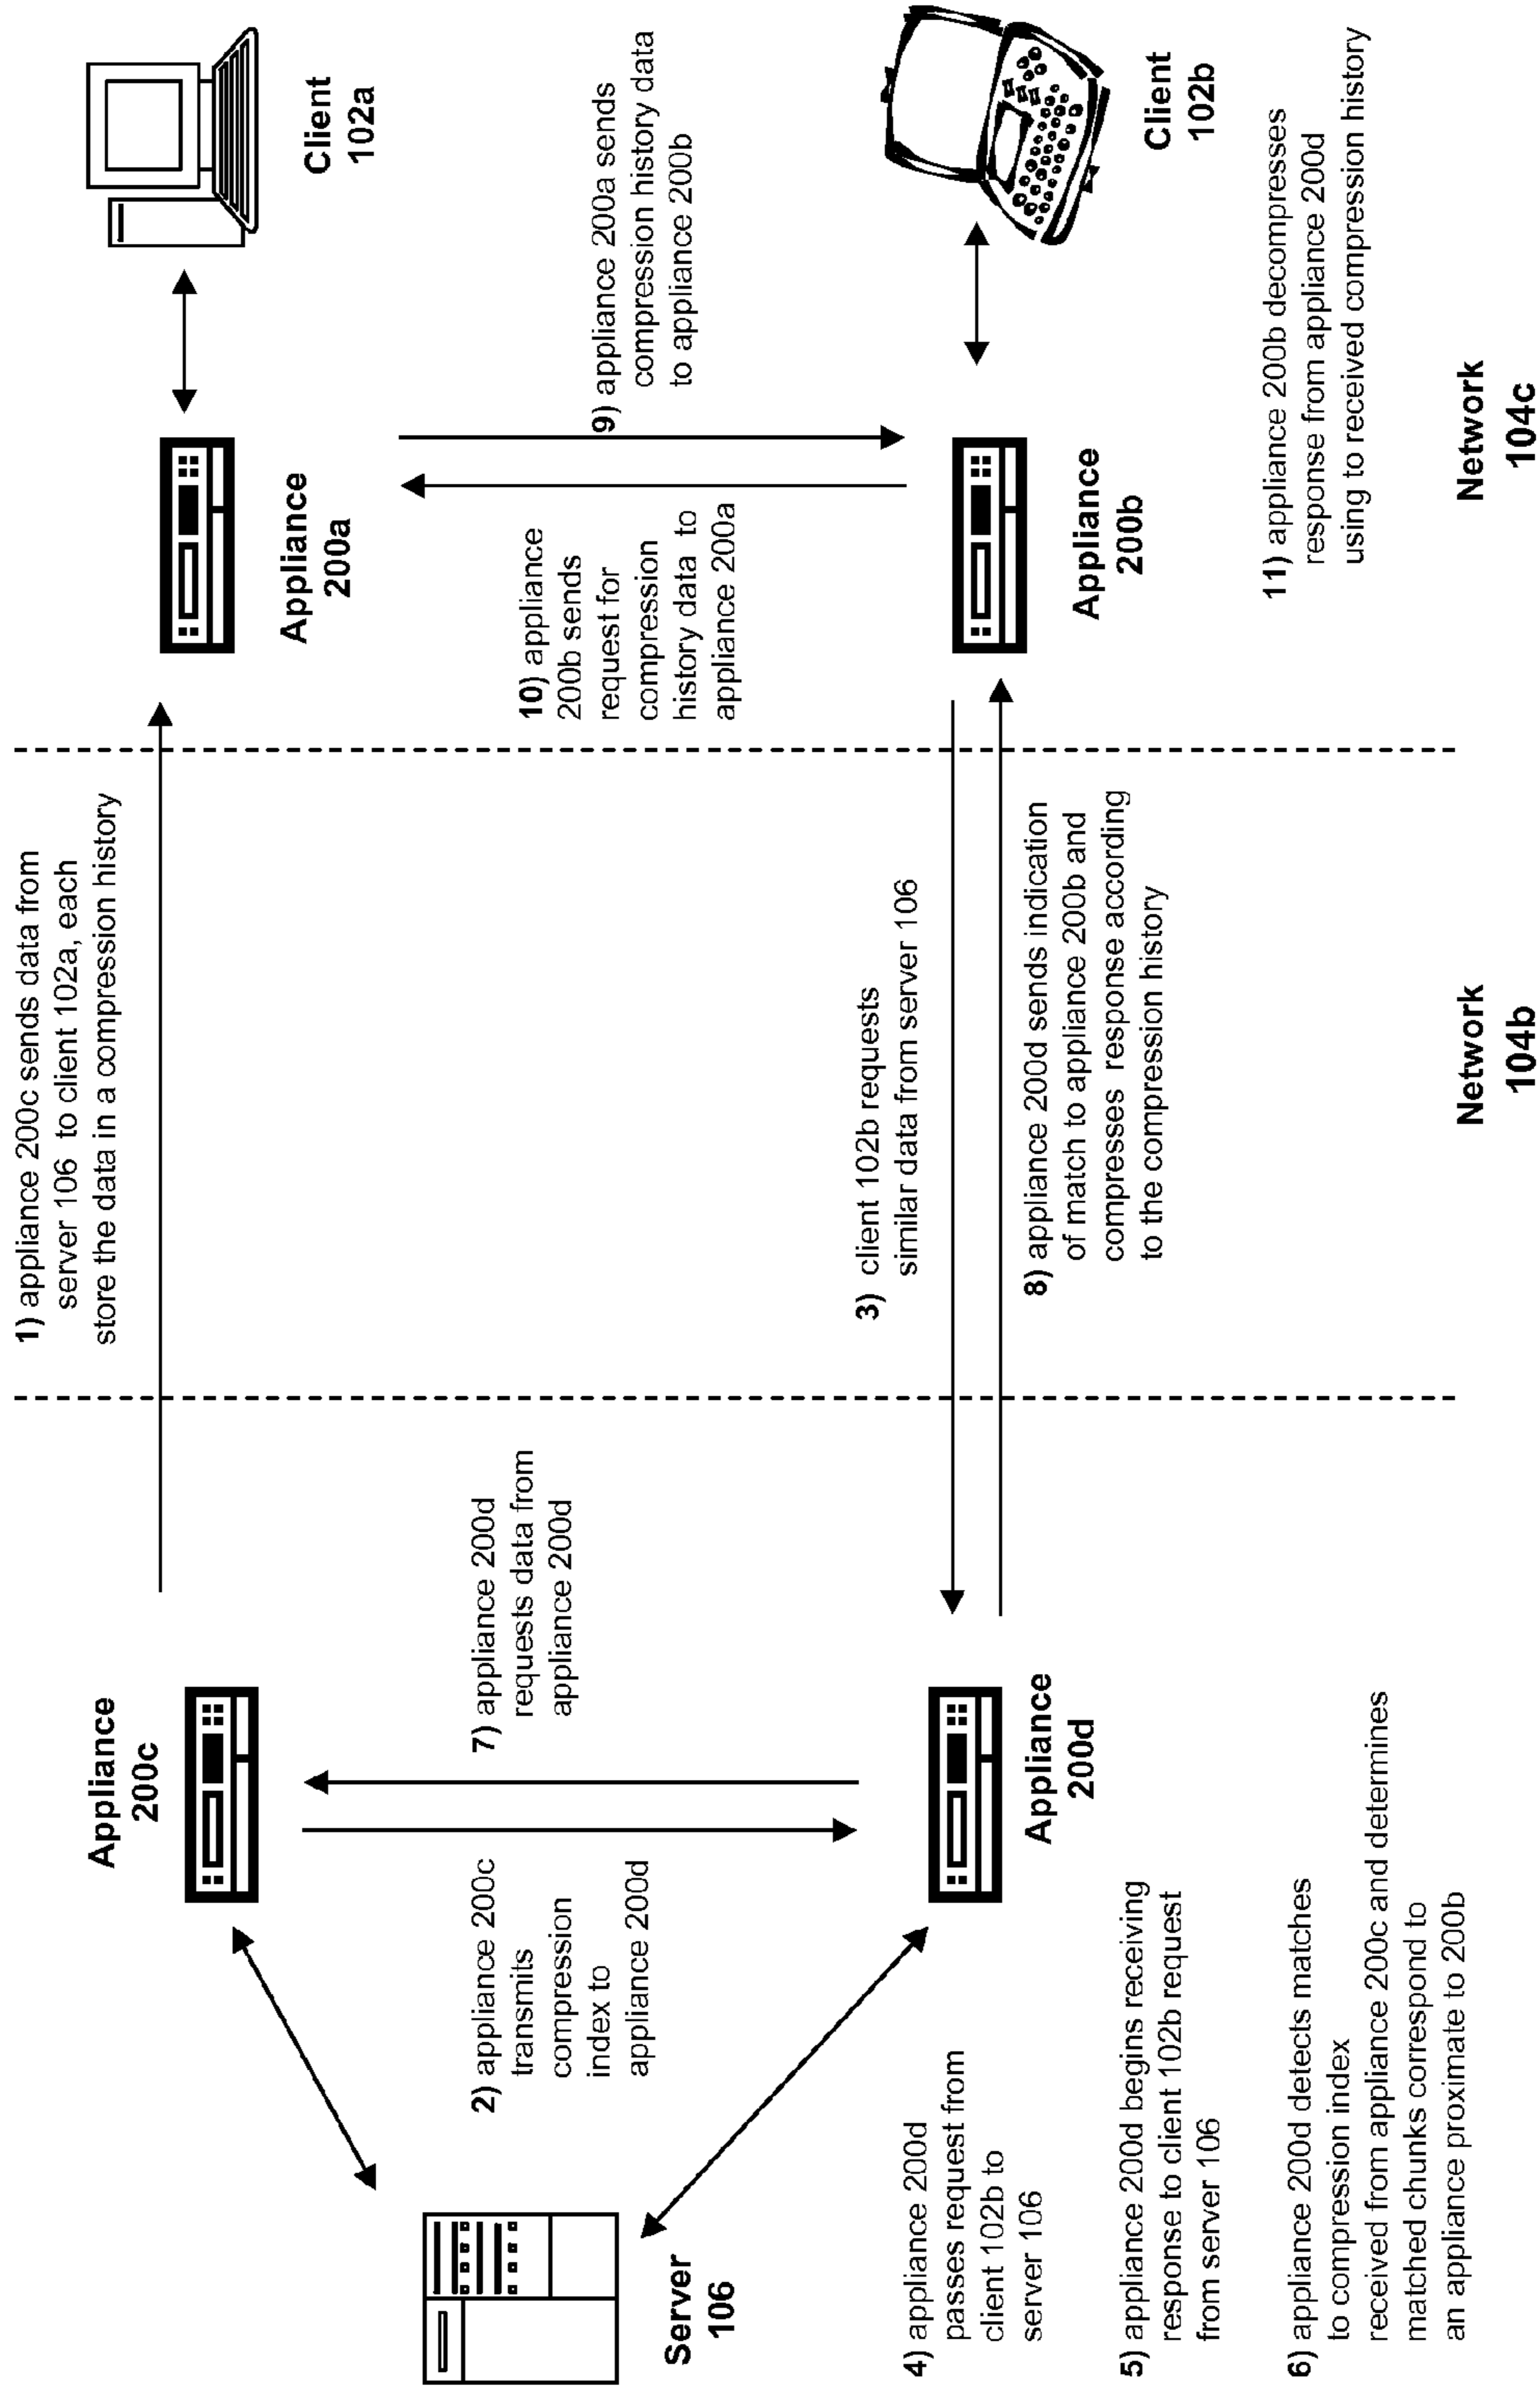 1) appliance 200c sends data from
server 106 to client 102a, each
store the data in a compression history
Appliance
200c
Appliance
200a
Client
102a
2) appliance 200c
transmits
compression
index to
appliance 200d
7) appliance 200d
requests data from
appliance 200d
10) appliance
200b sends
request for
compression
history data to
appliance 200a
9) appliance 200a sends
compression history data
to appliance 200b
Server
106
3) client 102b requests
similar data from server 106
4) appliance 200d
passes request from
client 102b to
server 106
Appliance
200d
8) appliance 200d sends indication
of match to appliance 200b and
compresses response according
to the compression history
Appliance
200b
Client
102b
5) appliance 200d begins receiving
response to client 102b request
from server 106
6) appliance 200d detects matches
to compression index
received from appliance 200c and determines
matched chunks correspond to
an appliance proximate to 200b
11) appliance 200b decompresses
response from appliance 200d
using to received compression history
Network
104b
Network
104c